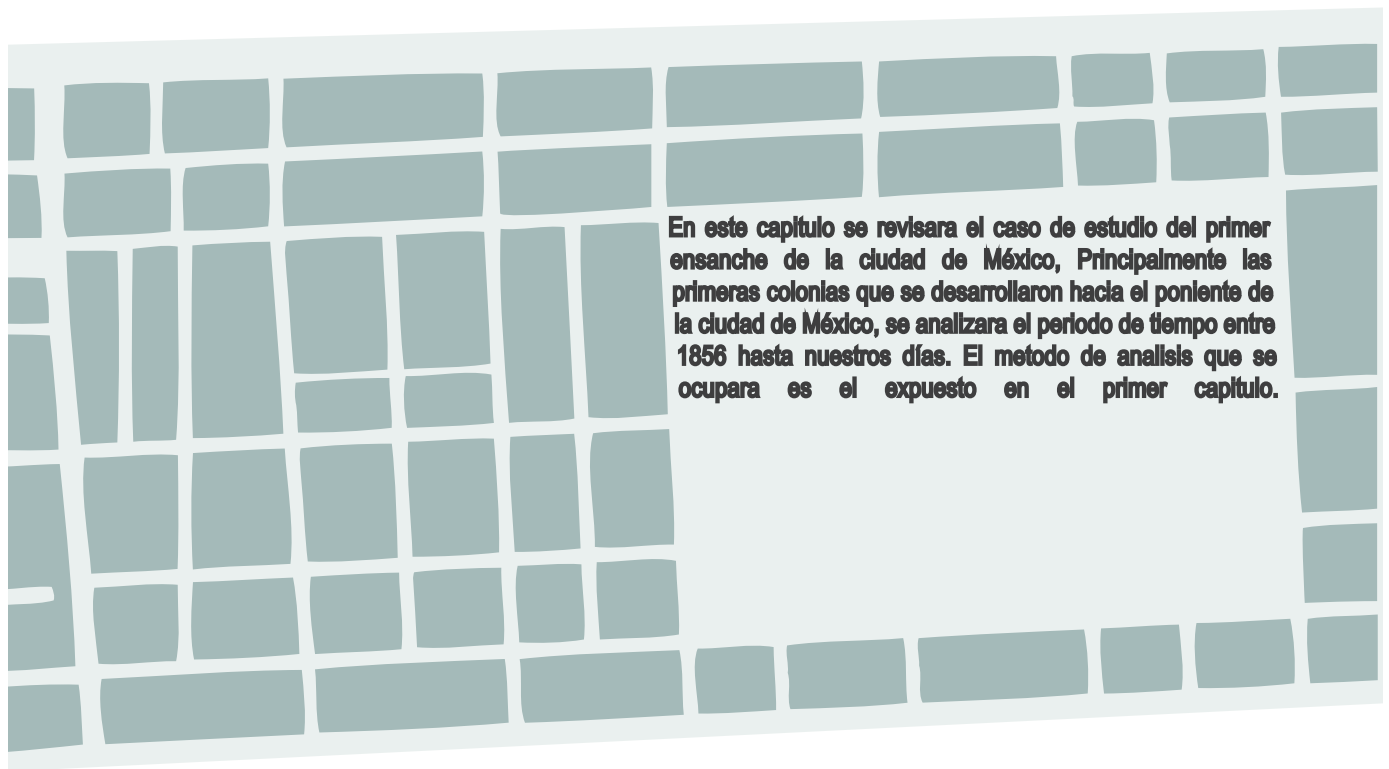 En este capitulo se revisara el caso de estudio del primer
ensanche de la ciudad de México, Principalmente las
primeras colonias que se desarrollaron hacia el poniente de
la ciudad de México, se analizara el periodo de tiempo entre
1856 hasta nuestros días. El metodo de analisis que se
ocupara es el expuesto en el primer capitulo.